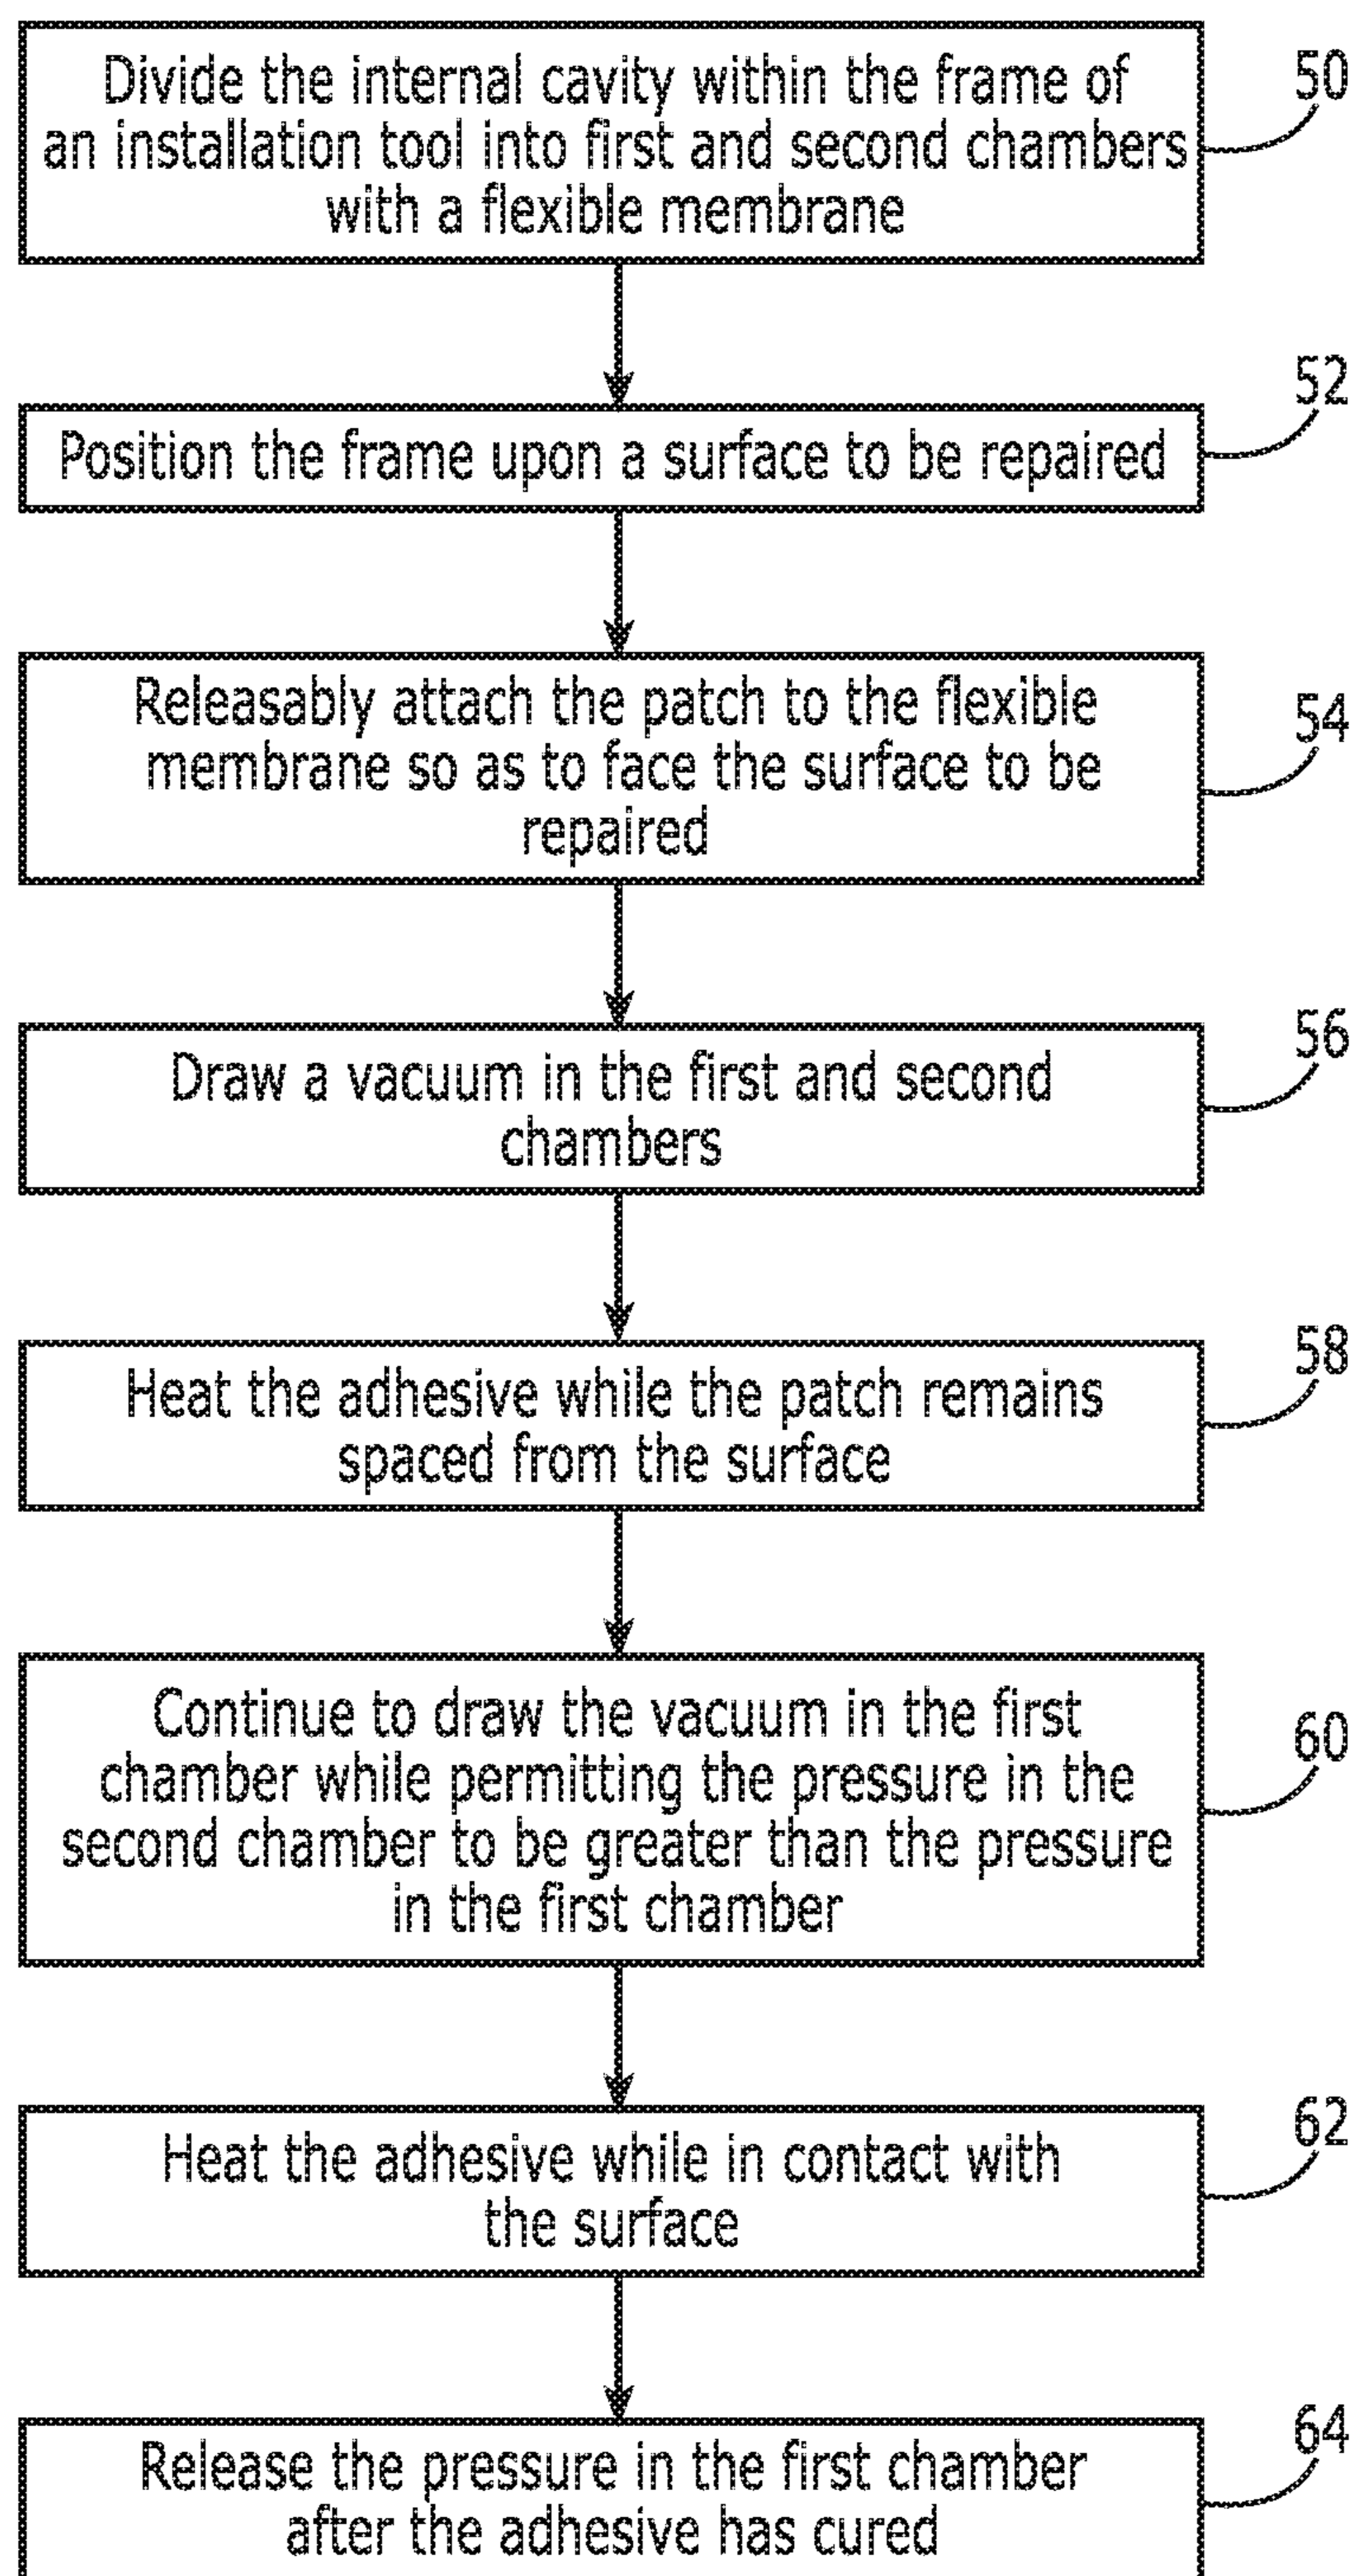 Divide the internal cavity within the frame of
an installation tool into first and second chambers
with a flexible membrane
50
Position the frame upon a surface to be repaired
52
Releasably attach the patch to the flexible
membrane so as to face the surface to be
repaired
54
Draw a vacuum in the first and second
chambers
56
Heat the adhesive while the patch remains
spaced from the surface
58
Continue to draw the vacuum in the first
chamber while permitting the pressure in the
second chamber to be greater than the pressure
in the first chamber
60
Heat the adhesive while in contact with
the surface
62
Release the pressure in the first chamber
after the adhesive has cured
64